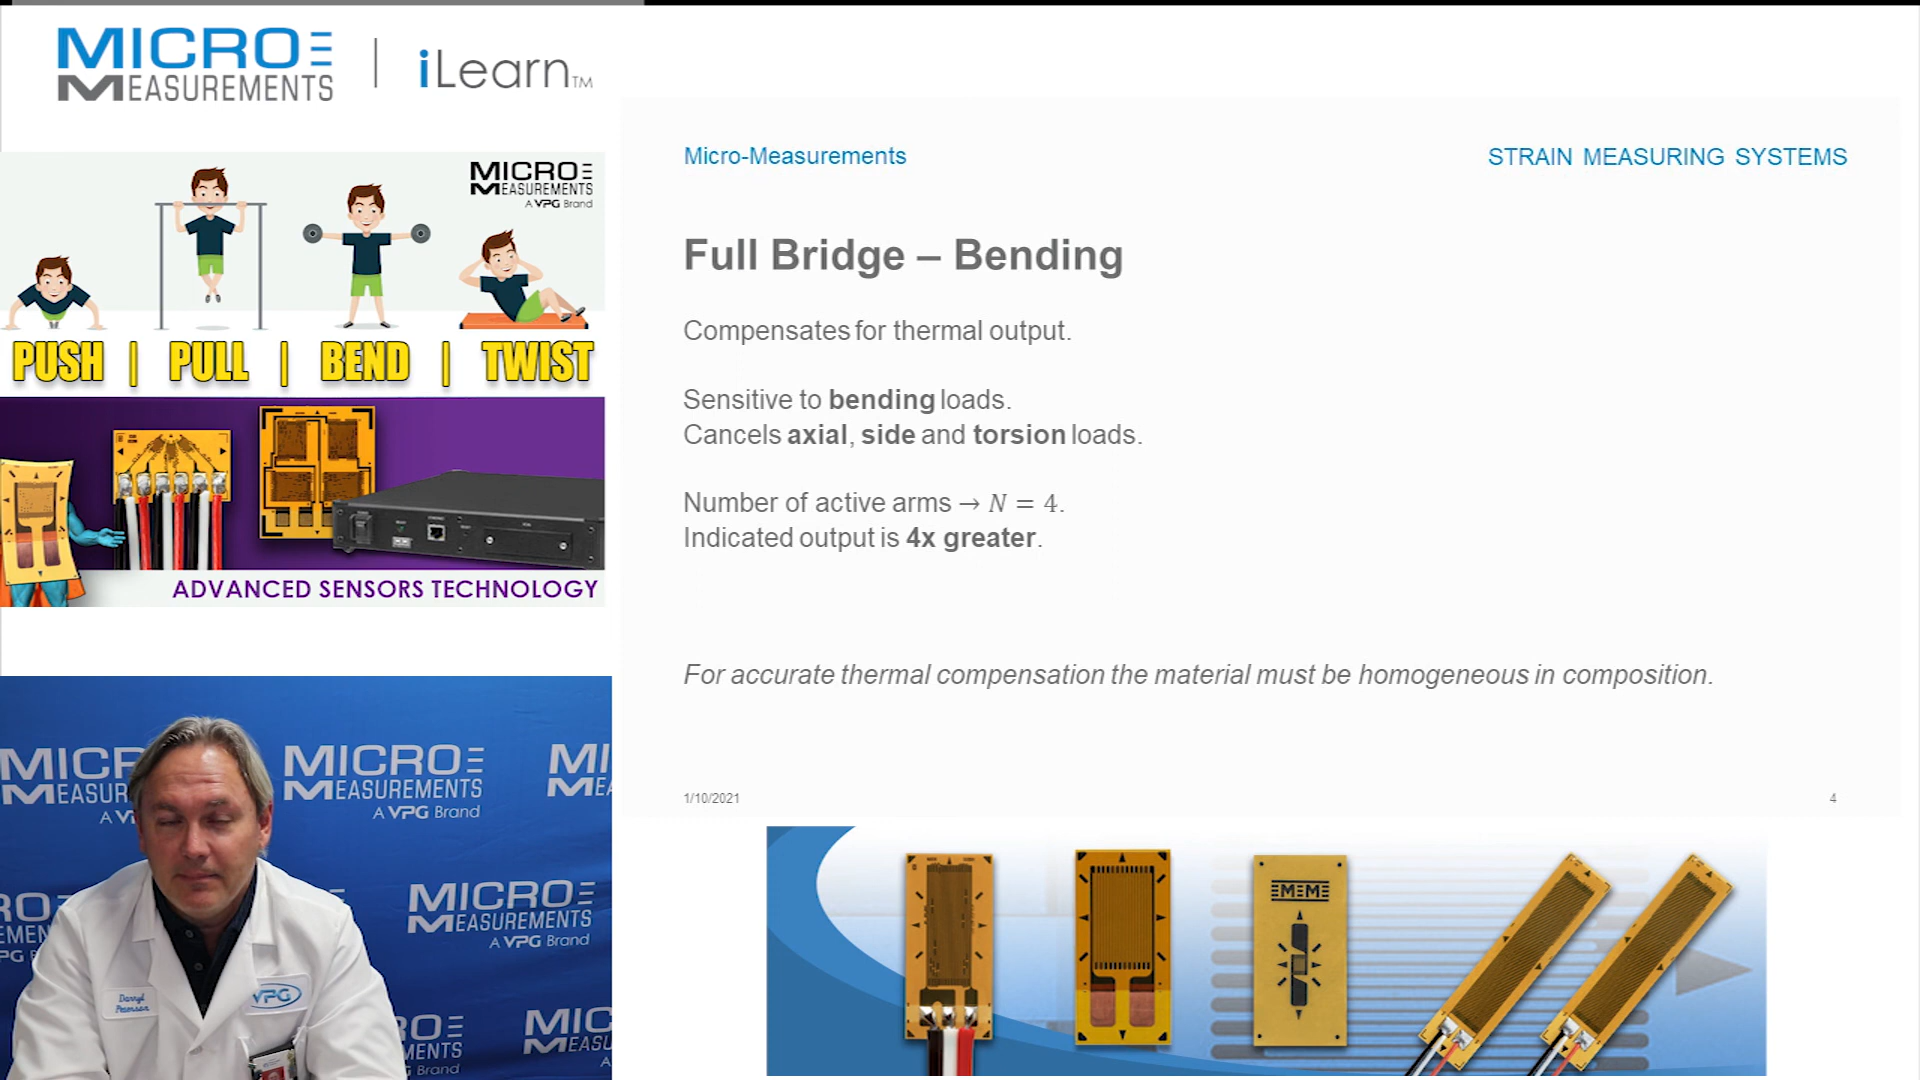 MICRO
MEASUREMENTS
iLearn™
MICRO
MEASUREMENTS
A VPG Brand
PUSH | PULL | BEND | TWIST
ADVANCED SENSORS TECHNOLOGY
Micro-Measurements
STRAIN MEASURING SYSTEMS
Full Bridge – Bending
Compensates for thermal output.
Sensitive to bending loads.
Cancels axial, side and torsion loads.
Number of active arms → N = 4.
Indicated output is 4x greater.
For accurate thermal compensation the material must be homogeneous in composition.
1/10/2021
4
MICRO
MEASUREMENTS
A VPG Brand
MICRO
MEASUREMENTS
A VPG Brand
Darryl
Peterson
VPG